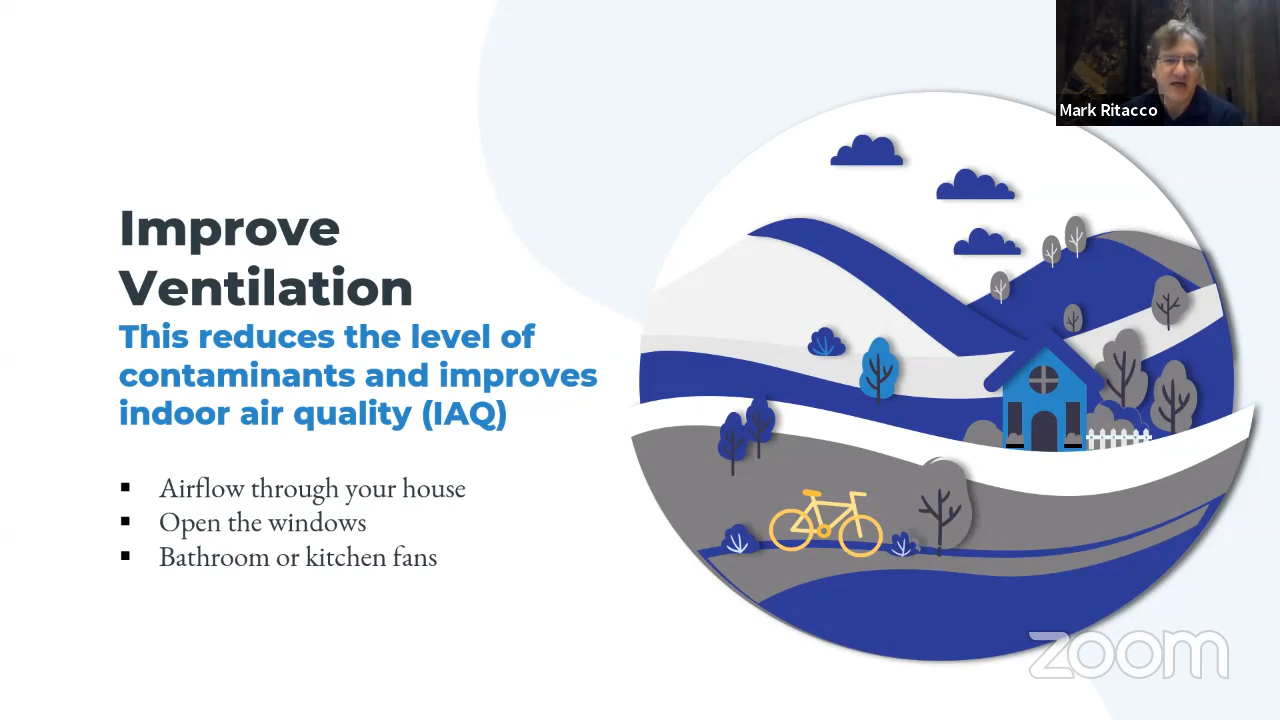 Mark Ritacco
Improve
Ventilation
This reduces the level of
contaminants and improves
indoor air quality (IAQ)
▪ Airflow through your house
▪ Open the windows
▪ Bathroom or kitchen fans
zoom